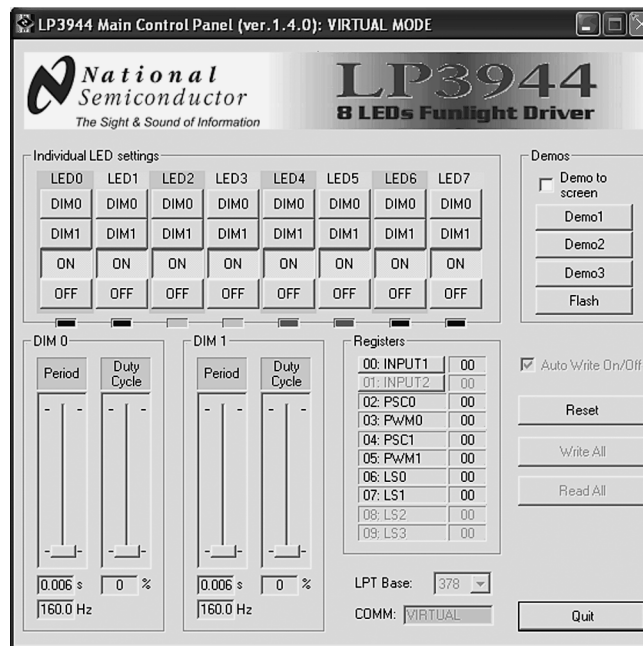 LP3944 Main Control Panel (ver.1.4.0): VIRTUAL MODE
National
Semiconductor
The Sight & Sound of Information
LP3944
8 LEDs Funlight Driver
Individual LED settings
LED0 LED1 LED2 LED3 LED4 LED5 LED6 LED7
DIM0 DIM0 DIM0 DIM0 DIM0 DIM0 DIM0 DIM0
DIM1 DIM1 DIM1 DIM1 DIM1 DIM1 DIM1 DIM1
ON ON ON ON ON ON ON ON
OFF OFF OFF OFF OFF OFF OFF OFF
Demos
Demo to
screen
Demo1
Demo2
Demo3
Flash
DIM 0
Period
Duty
Cycle
0.006 s 0 %
160.0 Hz
DIM 1
Period
Duty
Cycle
0.006 s 0 %
160.0 Hz
Registers
00: INPUT1 00
01: INPUT2 00
02: PSC0 00
03: PWM0 00
04: PSC1 00
05: PWM1 00
06: LS0 00
07: LS1 00
08: LS2 00
09: LS3 00
LPT Base: 378
COMM: VIRTUAL
Auto Write On/Off
Reset
Write All
Read All
Quit